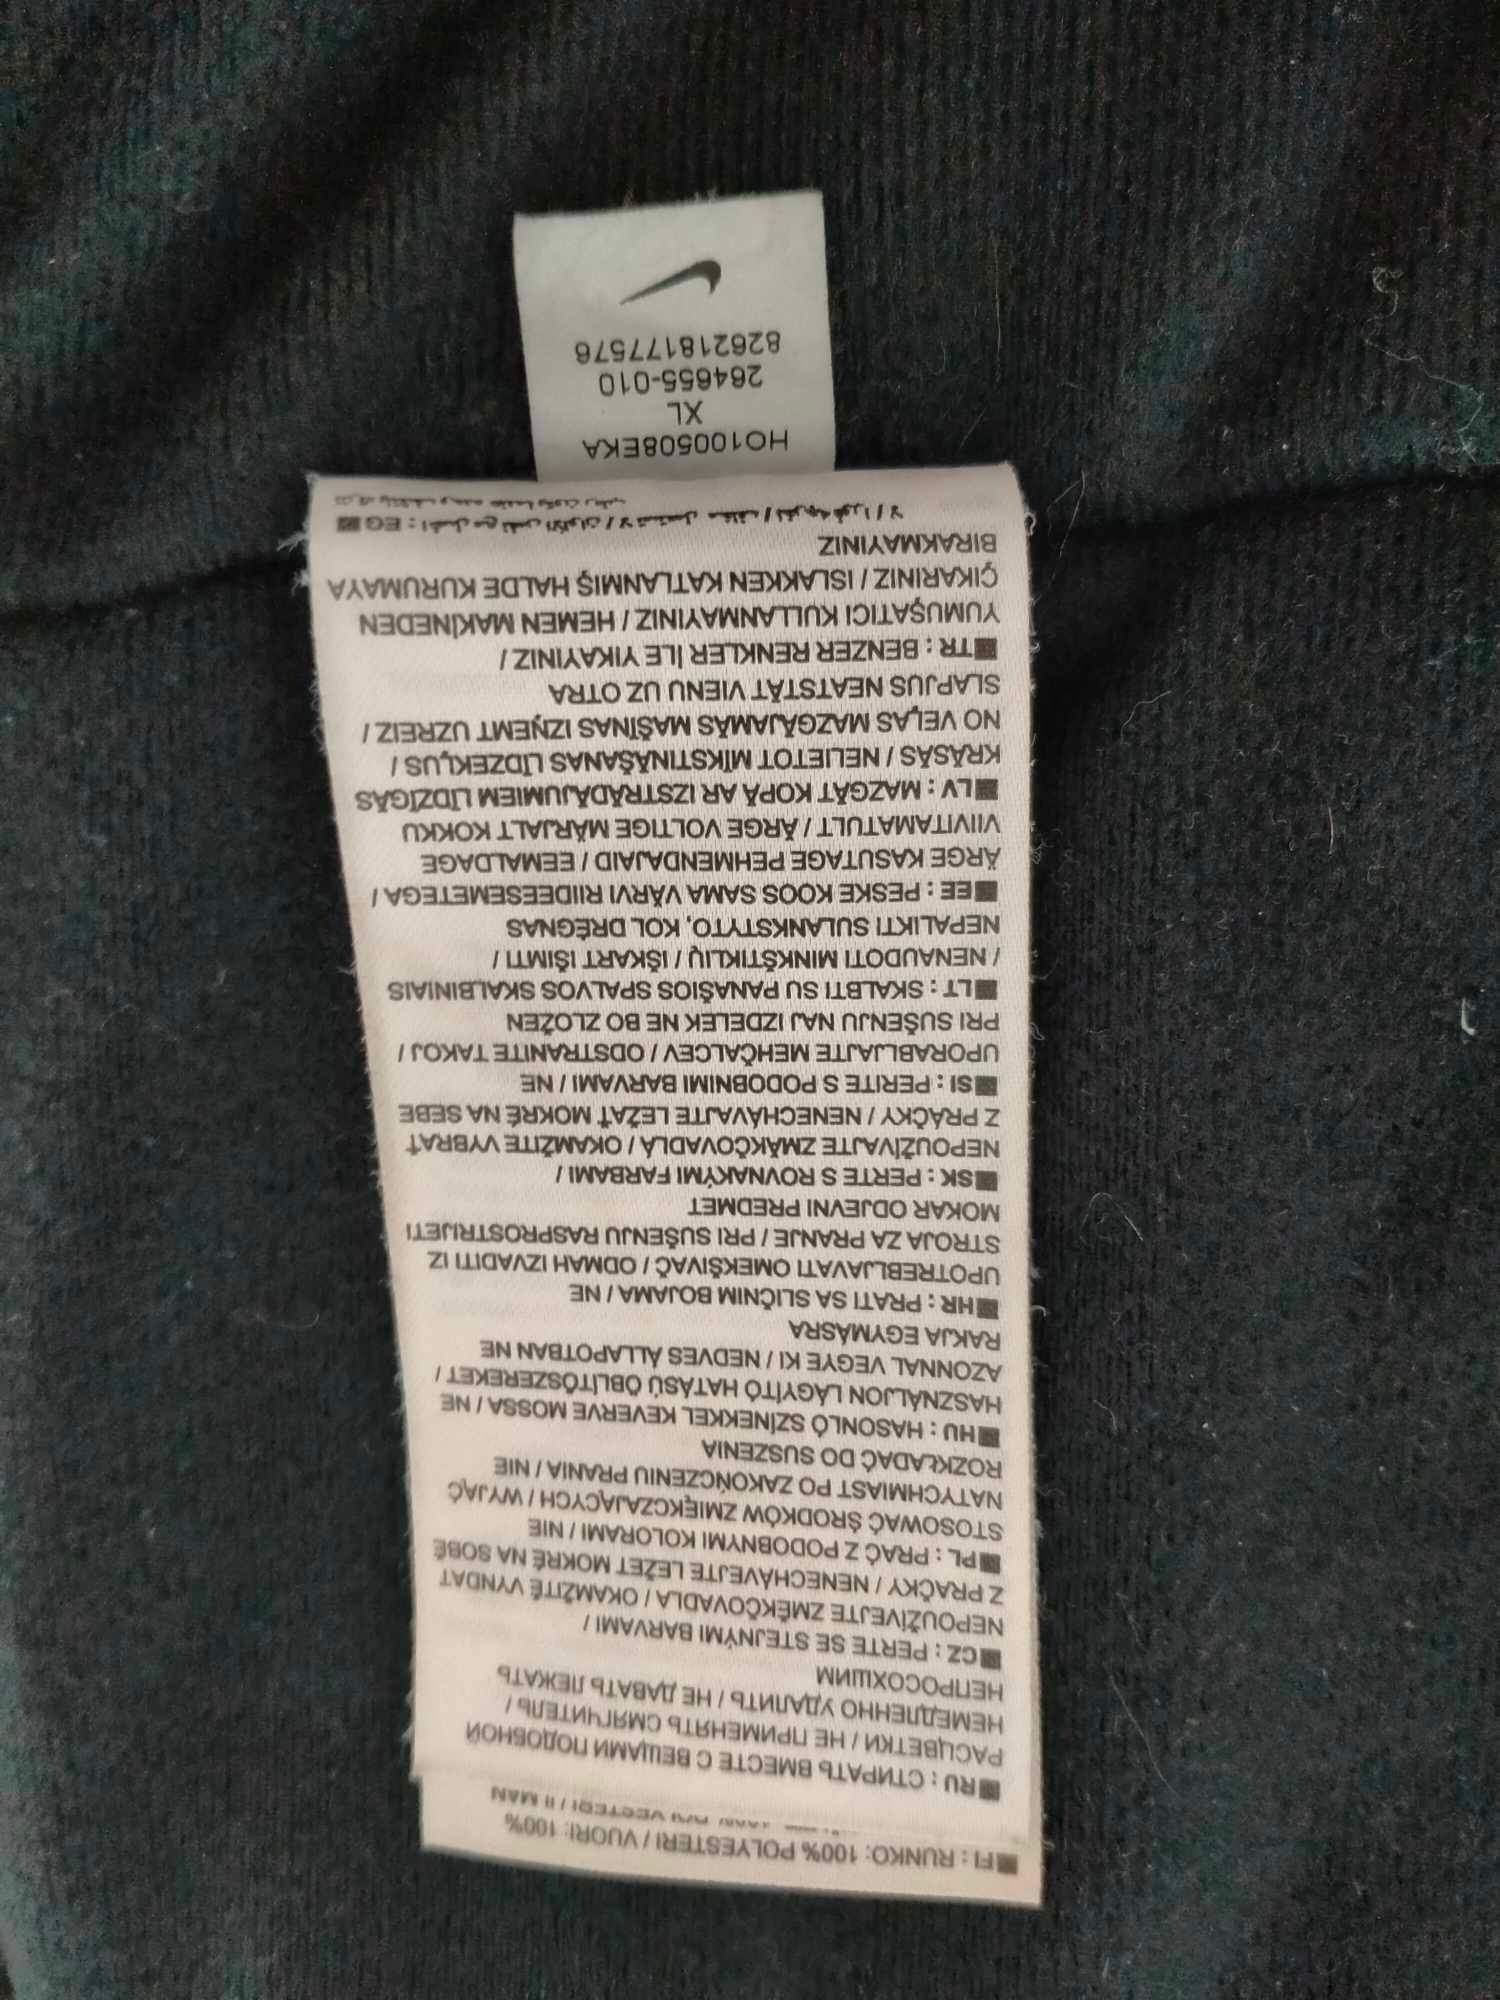 FI : RUNKO: 100% POLYESTERI / VUORI: 100%
RU : СТИРАТЬ ВМЕСТЕ С ВЕЩАМИ ПОДОБНОЙ
РАСЦВЕТКИ / НЕ ПРИМЕНЯТЬ СМЯГЧИТЕЛЬ /
НЕМЕДЛЕННО УДАЛИТЬ / НЕ ДАВАТЬ ЛЕЖАТЬ
НЕПРОСОХШИМ
CZ : PERTE SE STEJNÝMI BARVAMI /
NEPOUŽÍVEJTE ZMĚKČOVADLA / OKAMŽITĚ VYNDAT
Z PRAČKY / NENECHÁVEJTE LEŽET MOKRÉ NA SOBĚ
PL : PRAĆ Z PODOBNYMI KOLORAMI / NIE
STOSOWAĆ ŚRODKÓW ZMIĘKCZAJĄCYCH / WYJĄĆ
NATYCHMIAST PO ZAKOŃCZENIU PRANIA / NIE
ROZKŁADAĆ DO SUSZENIA
HU : HASONLÓ SZÍNEKKEL KEVERVE MOSSA / NE
HASZNÁLJON LÁGYÍTÓ HATÁSÚ ÖBLÍTŐSZEREKET /
AZONNAL VEGYE KI / NEDVES ÁLLAPOTBAN NE
RAKJA EGYMÁSRA
HR : PRATI SA SLIČNIM BOJAMA / NE
UPOTREBLJAVATI OMEKŠIVAČ / ODMAH IZVADITI IZ
STROJA ZA PRANJE / PRI SUŠENJU RASPROSTRIJETI
MOKAR ODJEVNI PREDMET
SK : PERTE S ROVNAKÝMI FARBAMI /
NEPOUŽÍVAJTE ZMÄKČOVADLÁ / OKAMŽITE VYBRAŤ
Z PRÁČKY / NENECHÁVAJTE LEŽAŤ MOKRÉ NA SEBE
SI : PERITE S PODOBNIMI BARVAMI / NE
UPORABLJAJTE MEHČALCEV / ODSTRANITE TAKOJ /
PRI SUŠENJU NAJ IZDELEK NE BO ZLOŽEN
LT : SKALBTI SU PANAŠIOS SPALVOS SKALBINIAIS
/ NENAUDOTI MINKŠTIKLIŲ / IŠKART IŠIMTI /
NEPALIKTI SULANKSTYTO, KOL DRĖGNAS
EE : PESKE KOOS SAMA VÄRVI RIIDEESEMETEGA /
ÄRGE KASUTAGE PEHMENDAJAID / EEMALDAGE
VIIVITAMATULT / ÄRGE VOLTIGE MÄRJALT KOKKU
LV : MAZGĀT KOPĀ AR IZSTRĀDĀJUMIEM LĪDZĪGĀS
KRĀSĀS / NELIETOT MĪKSTINĀŠANAS LĪDZEKĻUS /
NO VEĻAS MAZGĀJAMĀS MAŠĪNAS IZŅEMT UZREIZ /
SLAPJUS NEATSTĀT VIENU UZ OTRA
TR : BENZER RENKLER İLE YIKAYINIZ /
YUMUŞATICI KULLANMAYINIZ / HEMEN MAKİNEDEN
ÇIKARINIZ / ISLAKKEN KATLANMIŞ HALDE KURUMAYA
BIRAKMAYINIZ
EG :
HO100508EKA
XL
264655-010
826218177576